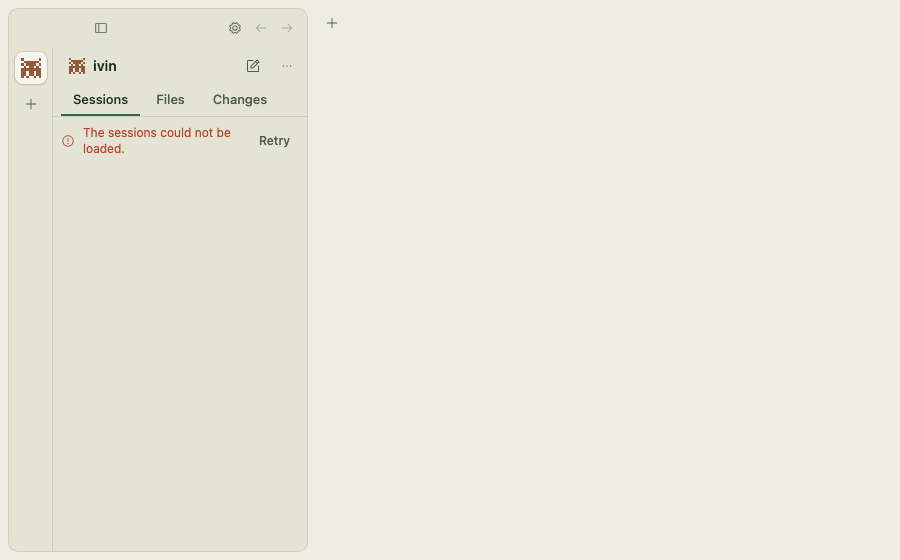 ivin
Sessions Files Changes
The sessions could not be
loaded.
Retry